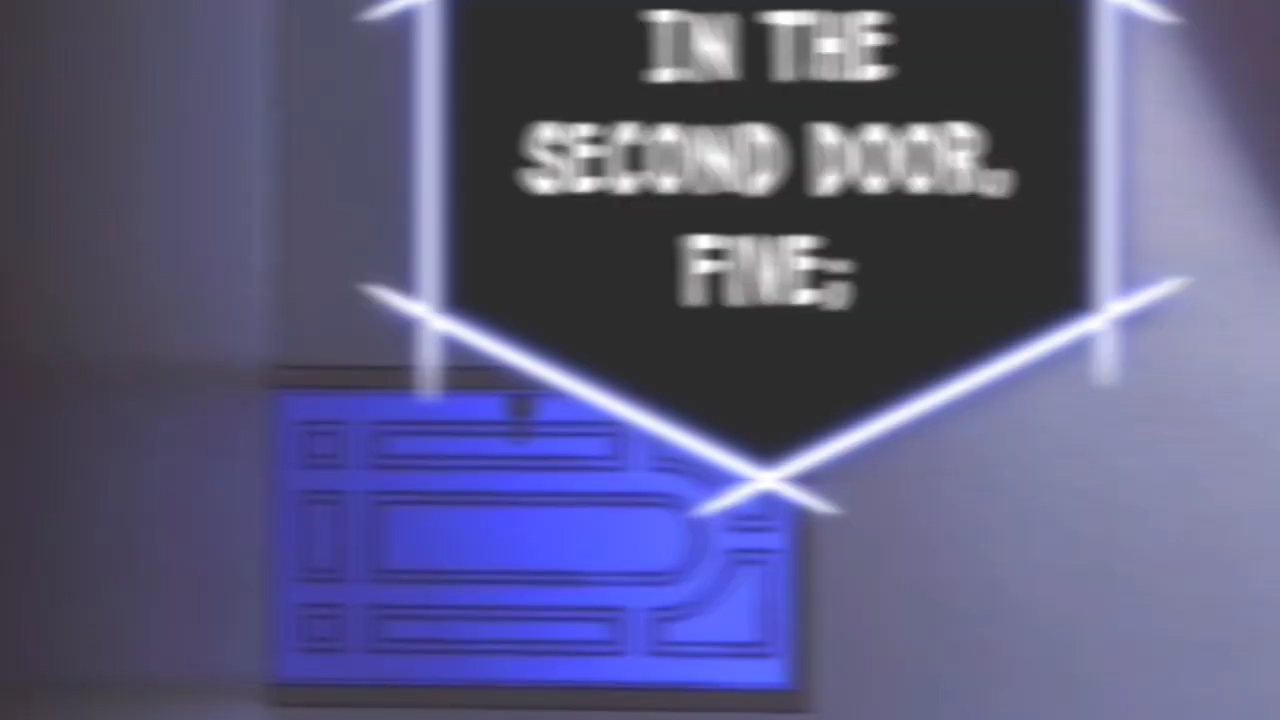 IN THE
SECOND DOOR.
FIVE;